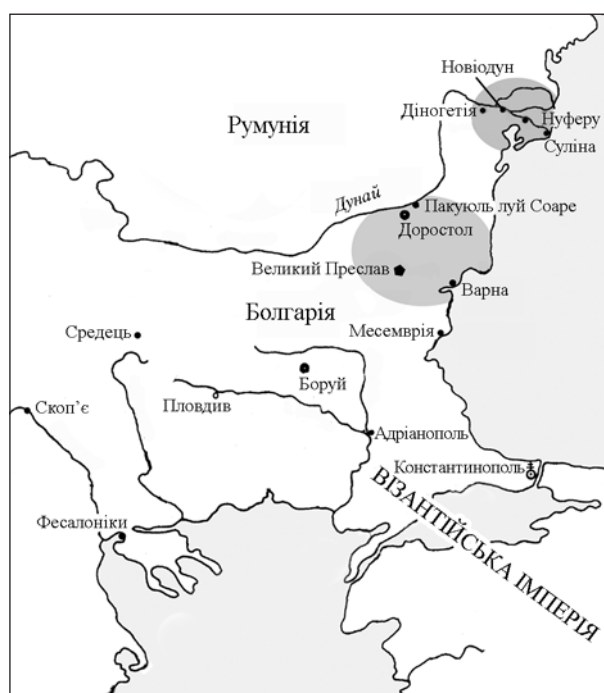 Новіодун
Діногетія
Нуферу
Румунія
Суліна
Дунай
Пакуюль луй Соаре
Доростол
Великий Преслав
Варна
Болгарія
Месемврія
Средець
Боруй
Пловдив
Скоп’є
Адріанополь
Константинополь
ВІЗАНТІЙСЬКА ІМПЕРІЯ
Фесалоніки